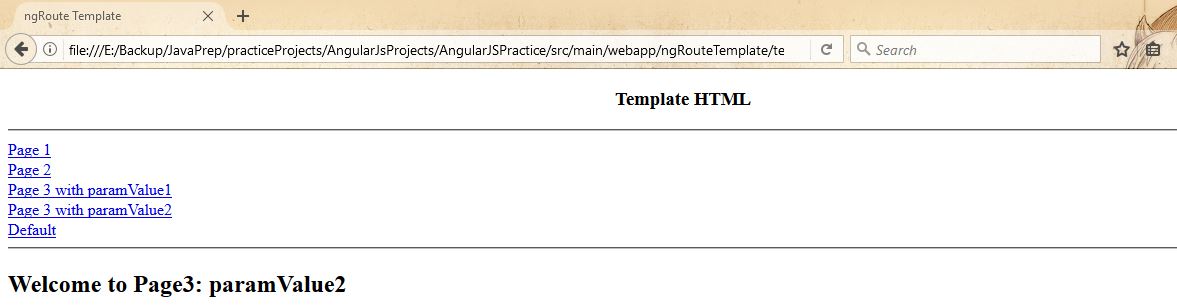 ngRoute Template
file:///E:/Backup/JavaPrep/practiceProjects/AngularJsProjects/AngularJSPractice/src/main/webapp/ngRouteTemplate/te
Search
Template HTML
Page 1
Page 2
Page 3 with paramValue1
Page 3 with paramValue2
Default
Welcome to Page3: paramValue2